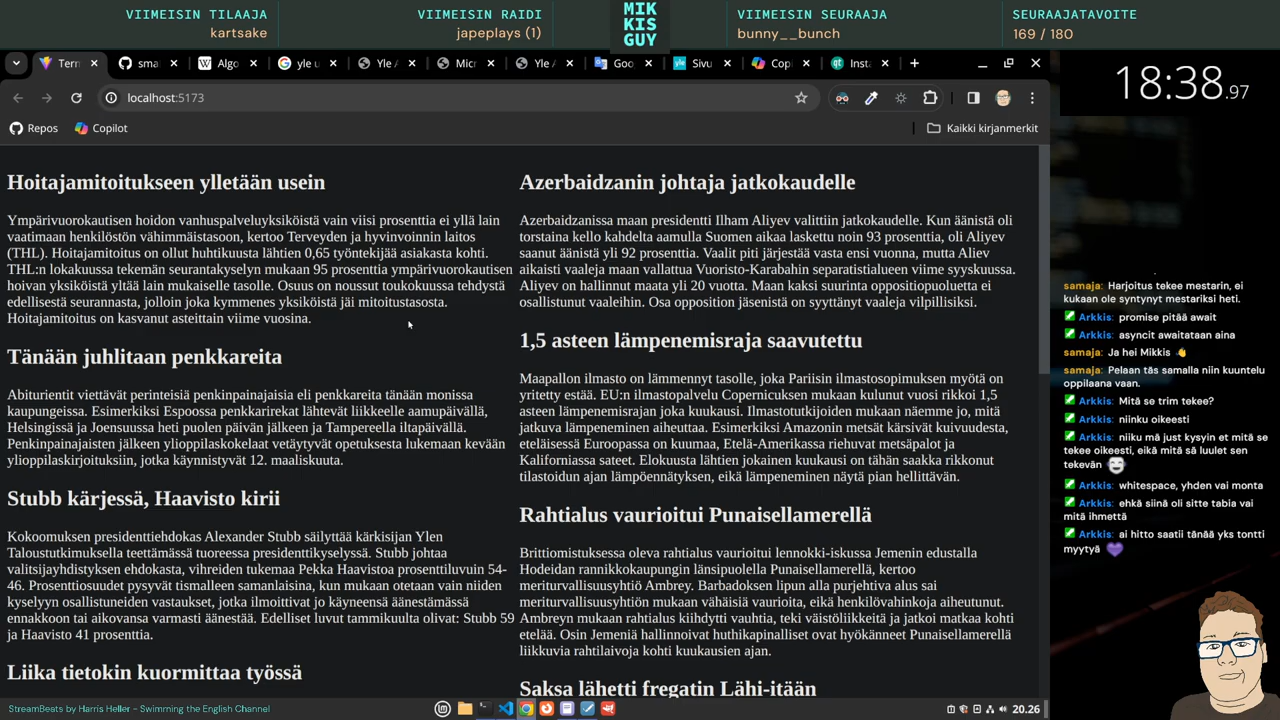 VIIMEISIN TILAAJA
kartsake
VIIMEISIN RAIDI
japeplays (1)
MIK
KIS
GUY
VIIMEISIN SEURAAJA
bunny__bunch
SEURAAJATAVOITE
169 / 180
Tern
sma
Algo
yle u
Yle A
Micr
Yle A
Goo
Sivu
Copi
Insta
18:38.97
localhost:5173
Repos
Copilot
Kaikki kirjanmerkit
Hoitajamitoitukseen ylletään usein
Ympärivuorokautisen hoidon vanhuspalveluyksiköistä vain viisi prosenttia ei yllä lain
vaatimaan henkilöstön vähimmäistasoon, kertoo Terveyden ja hyvinvoinnin laitos
(THL). Hoitajamitoitus on ollut huhtikuusta lähtien 0,65 työntekijää asiakasta kohti.
THL:n lokakuussa tekemän seurantakyselyn mukaan 95 prosenttia ympärivuorokautisen
hoivan yksiköistä yltää lain mukaiselle tasolle. Osuus on noussut toukokuussa tehdystä
edellisestä seurannasta, jolloin joka kymmenes yksiköistä jäi mitoitustasosta.
Hoitajamitoitus on kasvanut asteittain viime vuosina.
Tänään juhlitaan penkkareita
Abiturientit viettävät perinteisiä penkinpainajaisia eli penkkareita tänään monissa
kaupungeissa. Esimerkiksi Espoossa penkkarirekat lähtevät liikkeelle aamupäivällä,
Helsingissä ja Joensuussa heti puolen päivän jälkeen ja Tampereella iltapäivällä.
Penkinpainajaisten jälkeen ylioppilaskokelaat vetäytyvät opetuksesta lukemaan kevään
ylioppilaskirjoituksiin, jotka käynnistyvät 12. maaliskuuta.
Stubb kärjessä, Haavisto kirii
Kokoomuksen presidenttiehdokas Alexander Stubb säilyttää kärkisijan Ylen
Taloustutkimuksella teettämässä tuoreessa presidenttikyselyssä. Stubb johtaa
valitsijayhdistyksen ehdokasta, vihreiden tukemaa Pekka Haavistoa prosenttiluvuin 54-
46. Prosenttiosuudet pysyvät tismalleen samanlaisina, kun mukaan otetaan vain niiden
kyselyyn osallistuneiden vastaukset, jotka ilmoittivat jo käyneensä äänestämässä
ennakkoon tai aikovansa varmasti äänestää. Edelliset luvut tammikuulta olivat: Stubb 59
ja Haavisto 41 prosenttia.
Liika tietokin kuormittaa työssä
Azerbaidzanin johtaja jatkokaudelle
Azerbaidzanissa maan presidentti Ilham Aliyev valittiin jatkokaudelle. Kun äänistä oli
torstaina kello kahdelta aamulla Suomen aikaa laskettu noin 93 prosenttia, oli Aliyev
saanut äänistä yli 92 prosenttia. Vaalit piti järjestää vasta ensi vuonna, mutta Aliev
aikaisti vaaleja maan vallattua Vuoristo-Karabahin separatistialueen viime syyskuussa.
Aliyev on hallinnut maata yli 20 vuotta. Maan kaksi suurinta oppositiopuoluetta ei
osallistunut vaaleihin. Osa opposition jäsenistä on syyttänyt vaaleja vilpillisiksi.
1,5 asteen lämpenemisraja saavutettu
Maapallon ilmasto on lämmennyt tasolle, joka Pariisin ilmastosopimuksen myötä on
yritetty estää. EU:n ilmastopalvelu Copernicuksen mukaan kulunut vuosi rikkoi 1,5
asteen lämpenemisrajan joka kuukausi. Ilmastotutkijoiden mukaan näemme jo, mitä
jatkuva lämpeneminen aiheuttaa. Esimerkiksi Amazonin metsät kärsivät kuivuudesta,
eteläisessä Euroopassa on kuumaa, Etelä-Amerikassa riehuvat metsäpalot ja
Kaliforniassa sateet. Elokuusta lähtien jokainen kuukausi on tähän saakka rikkonut
tilastoidun ajan lämpöennätyksen, eikä lämpeneminen näytä pian hellittävän.
Rahtialus vaurioitui Punaisellamerellä
Brittiomistuksessa oleva rahtialus vaurioitui lennokki-iskussa Jemenin edustalla
Hodeidan rannikkokaupungin länsipuolella Punaisellamerellä, kertoo
meriturvallisuusyhtiö Ambrey. Barbadoksen lipun alla purjehtiva alus sai
meriturvallisuusyhtiön mukaan vähäisiä vaurioita, eikä henkilövahinkoja aiheutunut.
Ambreyn mukaan rahtialus kiihdytti vauhtia, teki väistöliikkeitä ja jatkoi matkaa kohti
etelää. Osin Jemeniä hallinnoivat huthikapinalliset ovat hyökänneet Punaisellamerellä
liikkuvia rahtilaivoja kohti kuukausien ajan.
Saksa lähetti fregatin Lähi-itään
samaja: Harjoitus tekee mestarin, ei
kukaan ole syntynyt mestariksi heti.
Arkkis: promise pitää await
Arkkis: asyncit awaitataan aina
samaja: Ja hei Mikkis
samaja: Pelaan täs samalla niin kuuntelu
oppilaana vaan.
Arkkis: Mitä se trim tekee?
Arkkis: niinku oikeesti
Arkkis: niiku mä just kysyin et mitä se
tekee oikeesti, eikä mitä sä luulet sen
tekevän
Arkkis: whitespace, yhden vai monta
Arkkis: ehkä siinä oli sitte tabia vai
mitä ihmettä
Arkkis: ai hitto saatii tänää yks tontti
myytyä
StreamBeats by Harris Heller - Swimming the English Channel
20.26